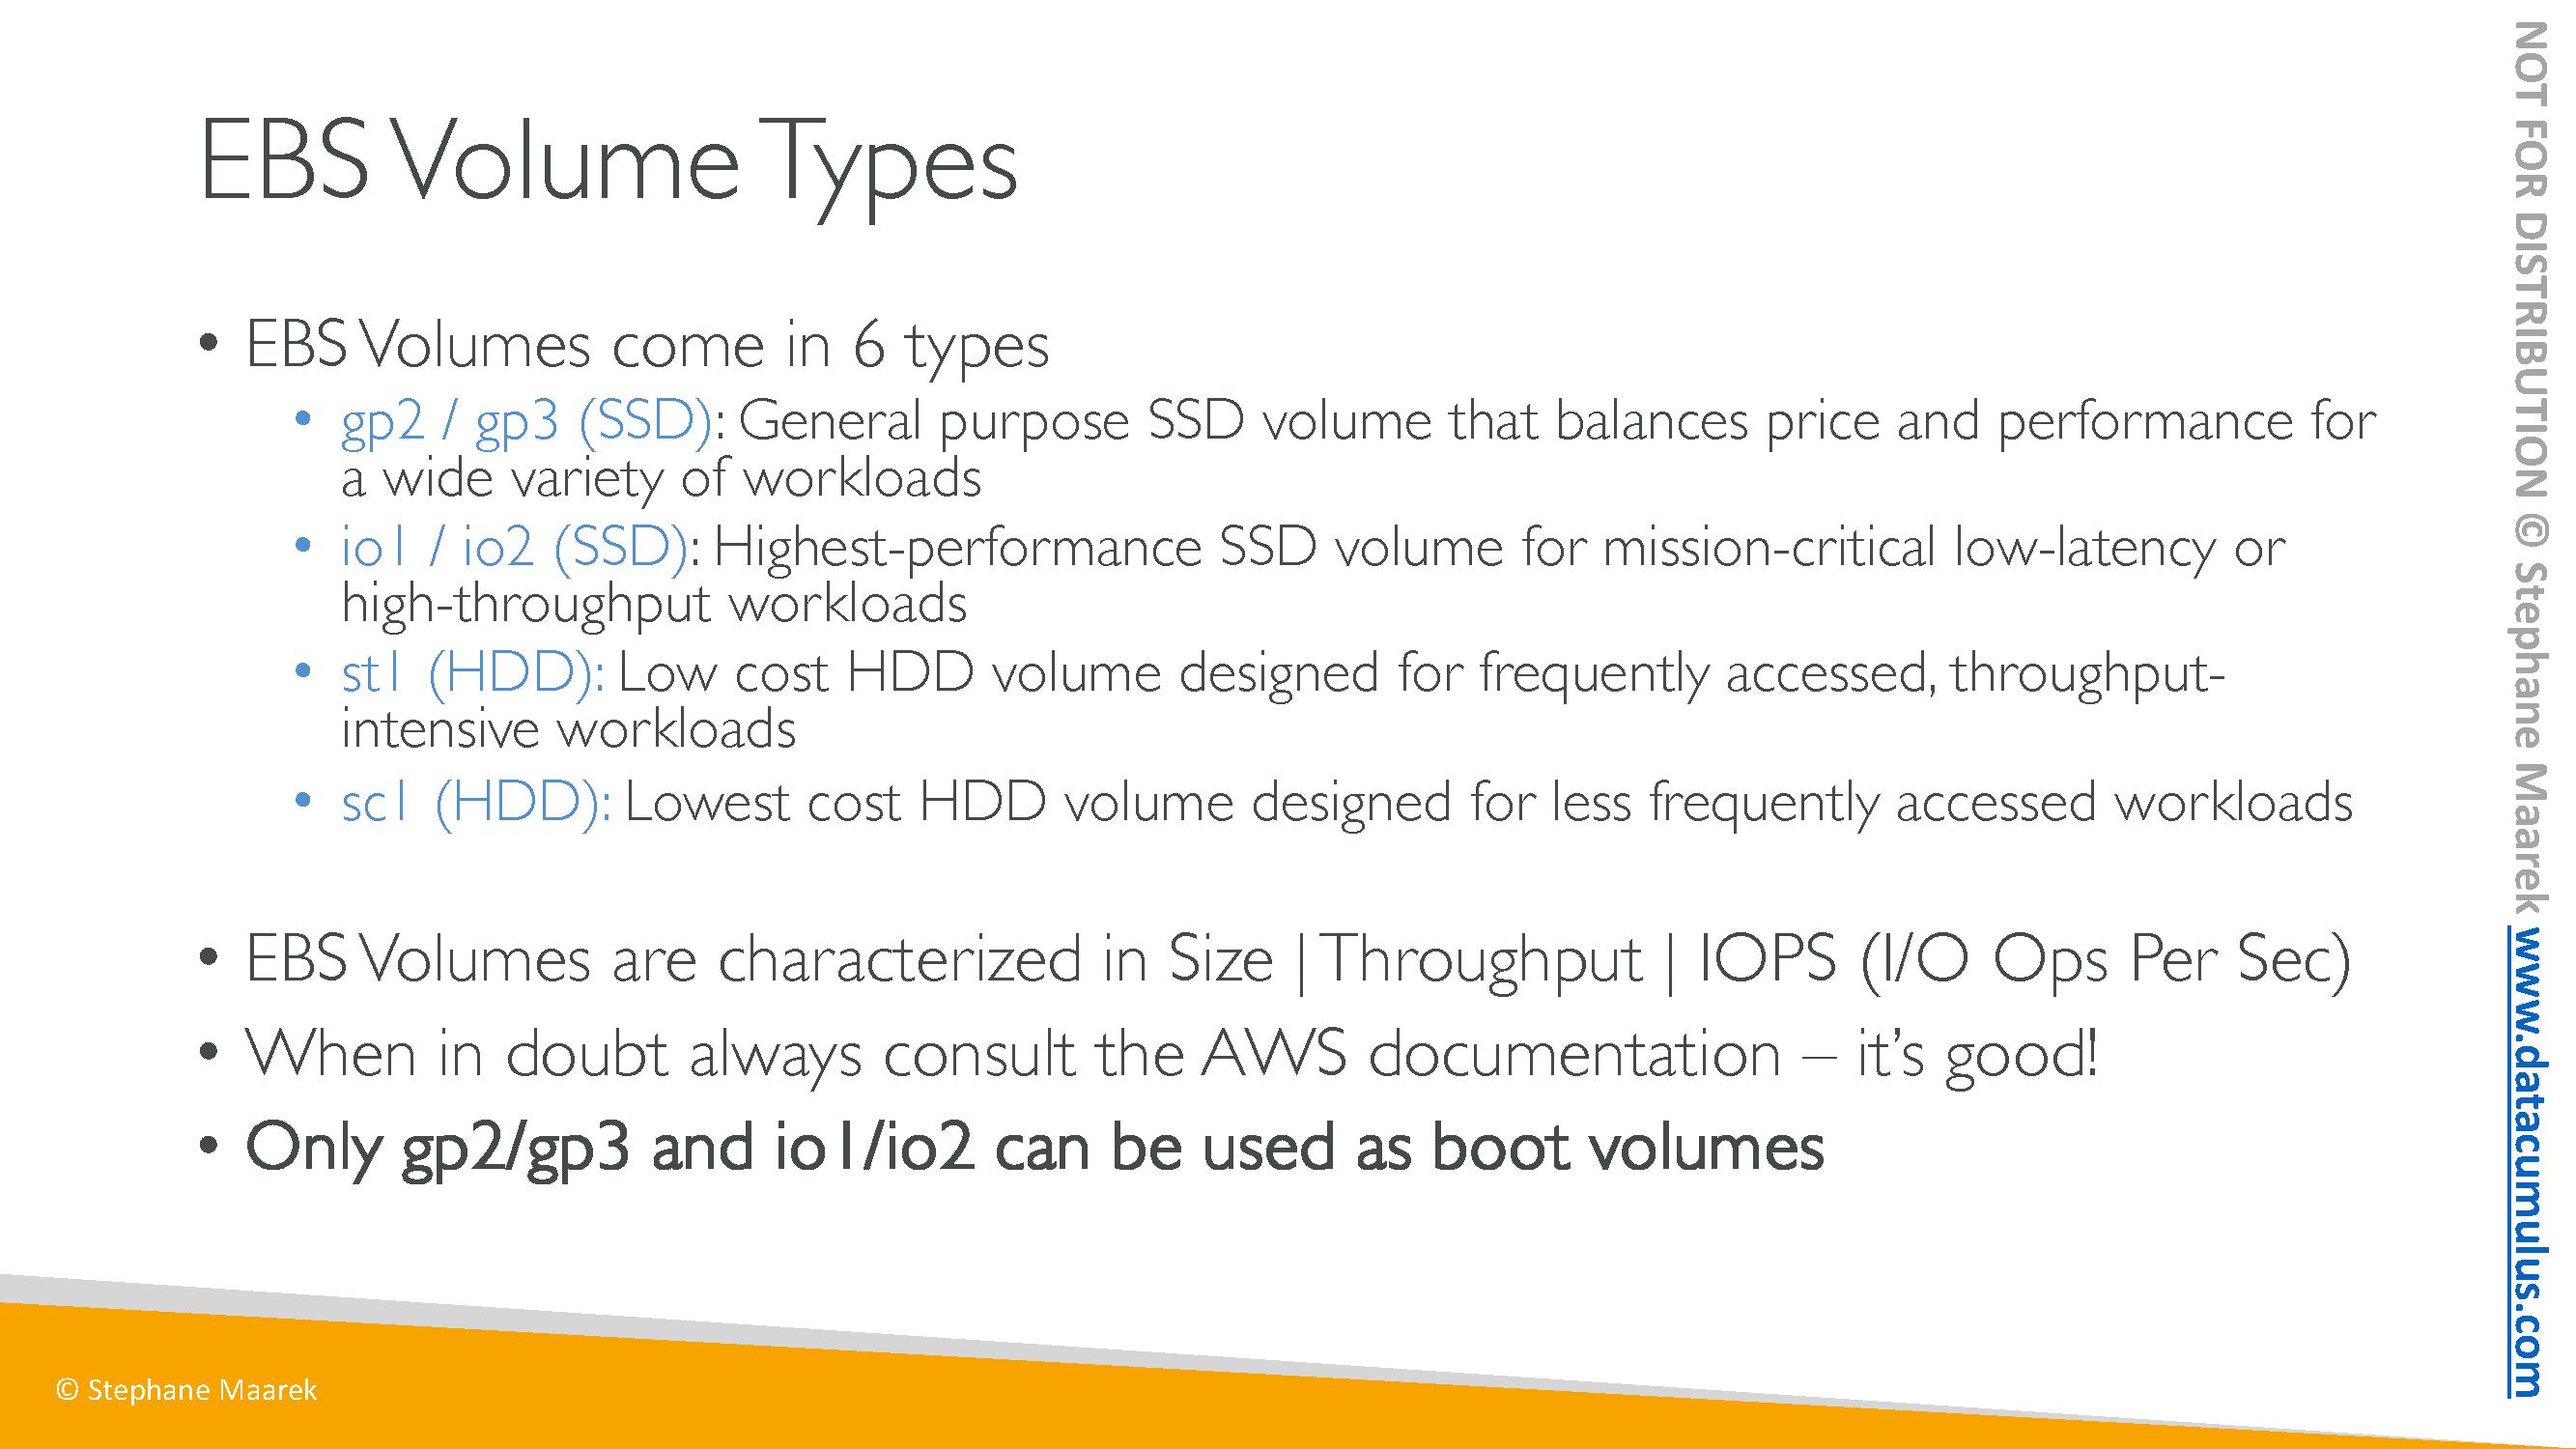 EBS Volume Types
• EBS Volumes come in 6 types
• gp2 / gp3 (SSD): General purpose SSD volume that balances price and performance for
a wide variety of workloads
• io1 / io2 (SSD): Highest-performance SSD volume for mission-critical low-latency or
high-throughput workloads
• st1 (HDD): Low cost HDD volume designed for frequently accessed, throughput-
intensive workloads
• sc1 (HDD): Lowest cost HDD volume designed for less frequently accessed workloads
• EBS Volumes are characterized in Size | Throughput | IOPS (I/O Ops Per Sec)
• When in doubt always consult the AWS documentation – it’s good!
• Only gp2/gp3 and io1/io2 can be used as boot volumes
© Stephane Maarek
NOT FOR DISTRIBUTION © Stephane Maarek www.datacumulus.com